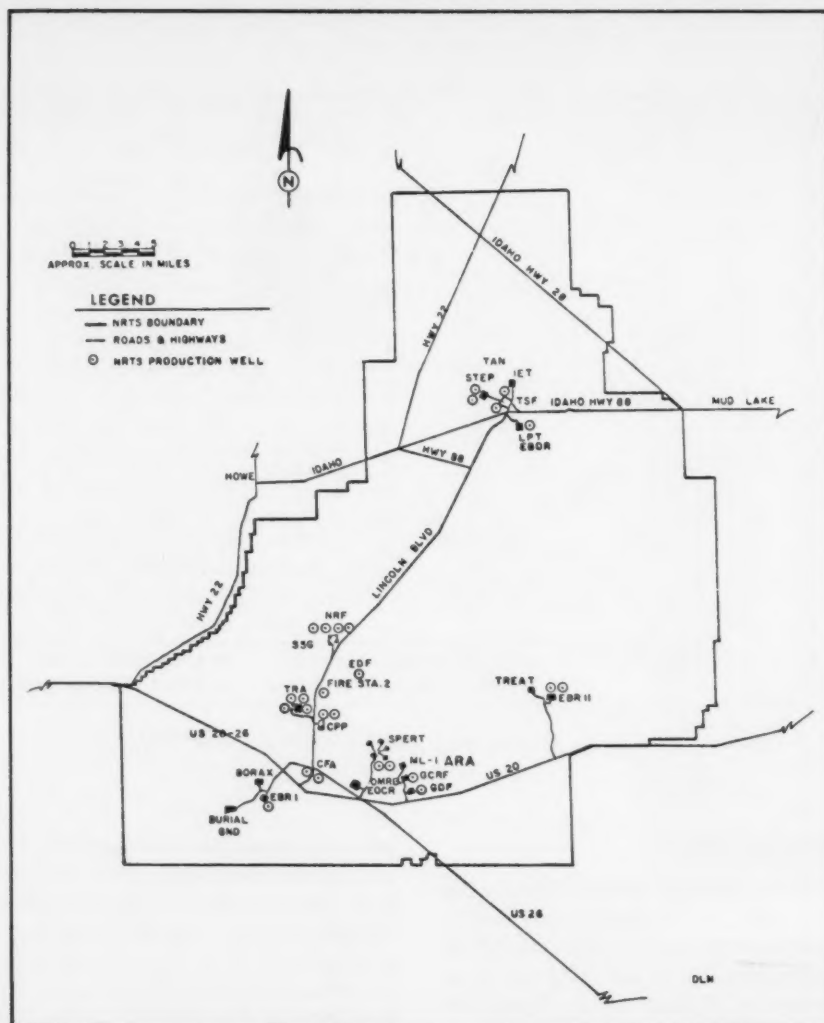 N
0 1 2 3 4 5
APPROX. SCALE IN MILES
LEGEND
NRTS BOUNDARY
ROADS & HIGHWAYS
NRTS PRODUCTION WELL
IDAHO HWY 28
HWY 22
TAN
STEP
IET
TSF
IDAHO HWY 88
MUD LAKE
LPT
EBOR
HOWE
IDAHO
HWY 88
LINCOLN BLVD
HWY 22
NRF
S5G
EDF
FIRE STA. 2
TRA
CPP
TREAT
EBR II
US 20-26
SPERT
ML-1 ARA
CFA
OMRE
GCRF
EOCR
GDF
US 20
BORAX
EBR I
BURIAL
GND
US 26
DLM